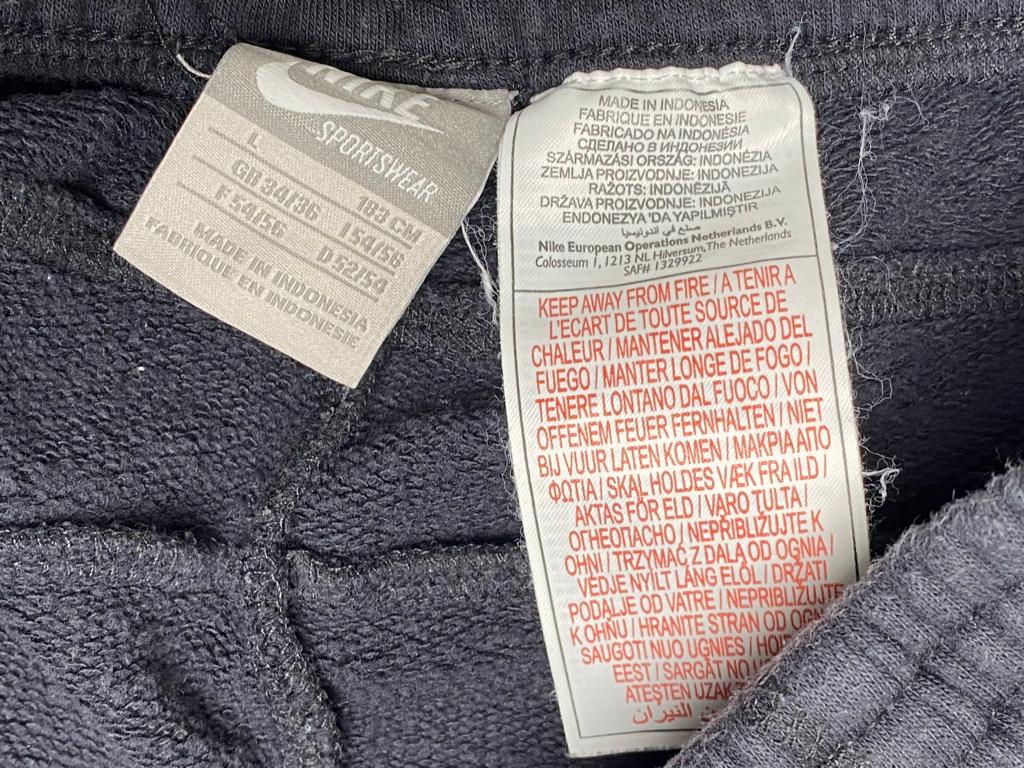 NIKE
SPORTSWEAR
L 183 CM
GB 34/36 I 54/56
F 54/56 D 52/54
MADE IN INDONESIA
FABRIQUE EN INDONESIE
MADE IN INDONESIA
FABRIQUE EN INDONESIE
FABRICADO NA INDONÉSIA
СДЕЛАНО В ИНДОНЕЗИИ
SZÁRMAZÁSI ORSZÁG: INDONÉZIA
ZEMLJA PROIZVODNJE: INDONEZIJA
RAŽOTS: INDONĒZIJĀ
DRŽAVA PROIZVODNJE: INDONEZIJA
ENDONEZYA 'DA YAPILMIŞTIR
صنع في اندونيسيا
Nike European Operations Netherlands B.V.
Colosseum 1, 1213 NL Hilversum, The Netherlands
SAF# 1329922
KEEP AWAY FROM FIRE / A TENIR A
L'ECART DE TOUTE SOURCE DE
CHALEUR / MANTENER ALEJADO DEL
FUEGO / MANTER LONGE DE FOGO /
TENERE LONTANO DAL FUOCO / VON
OFFENEM FEUER FERNHALTEN / NIET
BIJ VUUR LATEN KOMEN / ΜΑΚΡΙΑ ΑΠΟ
ΦΩΤΙΑ / SKAL HOLDES VÆK FRA ILD /
AKTAS FÖR ELD / VARO TULTA /
ОГНЕОПАСНО / NEPŘIBLIŽUJTE K
OHNI / TRZYMAĆ Z DALA OD OGNIA /
VÉDJE NYÍLT LÁNG ELŐL / DRŽATI
PODALJE OD VATRE / NEPRIBLIŽUJTE
K OHŇU / HRANITE STRAN OD OGN
SAUGOTI NUO UGNIES / HOI
EEST / SARGĀT NO U
ATEŞTEN UZAK
النيران